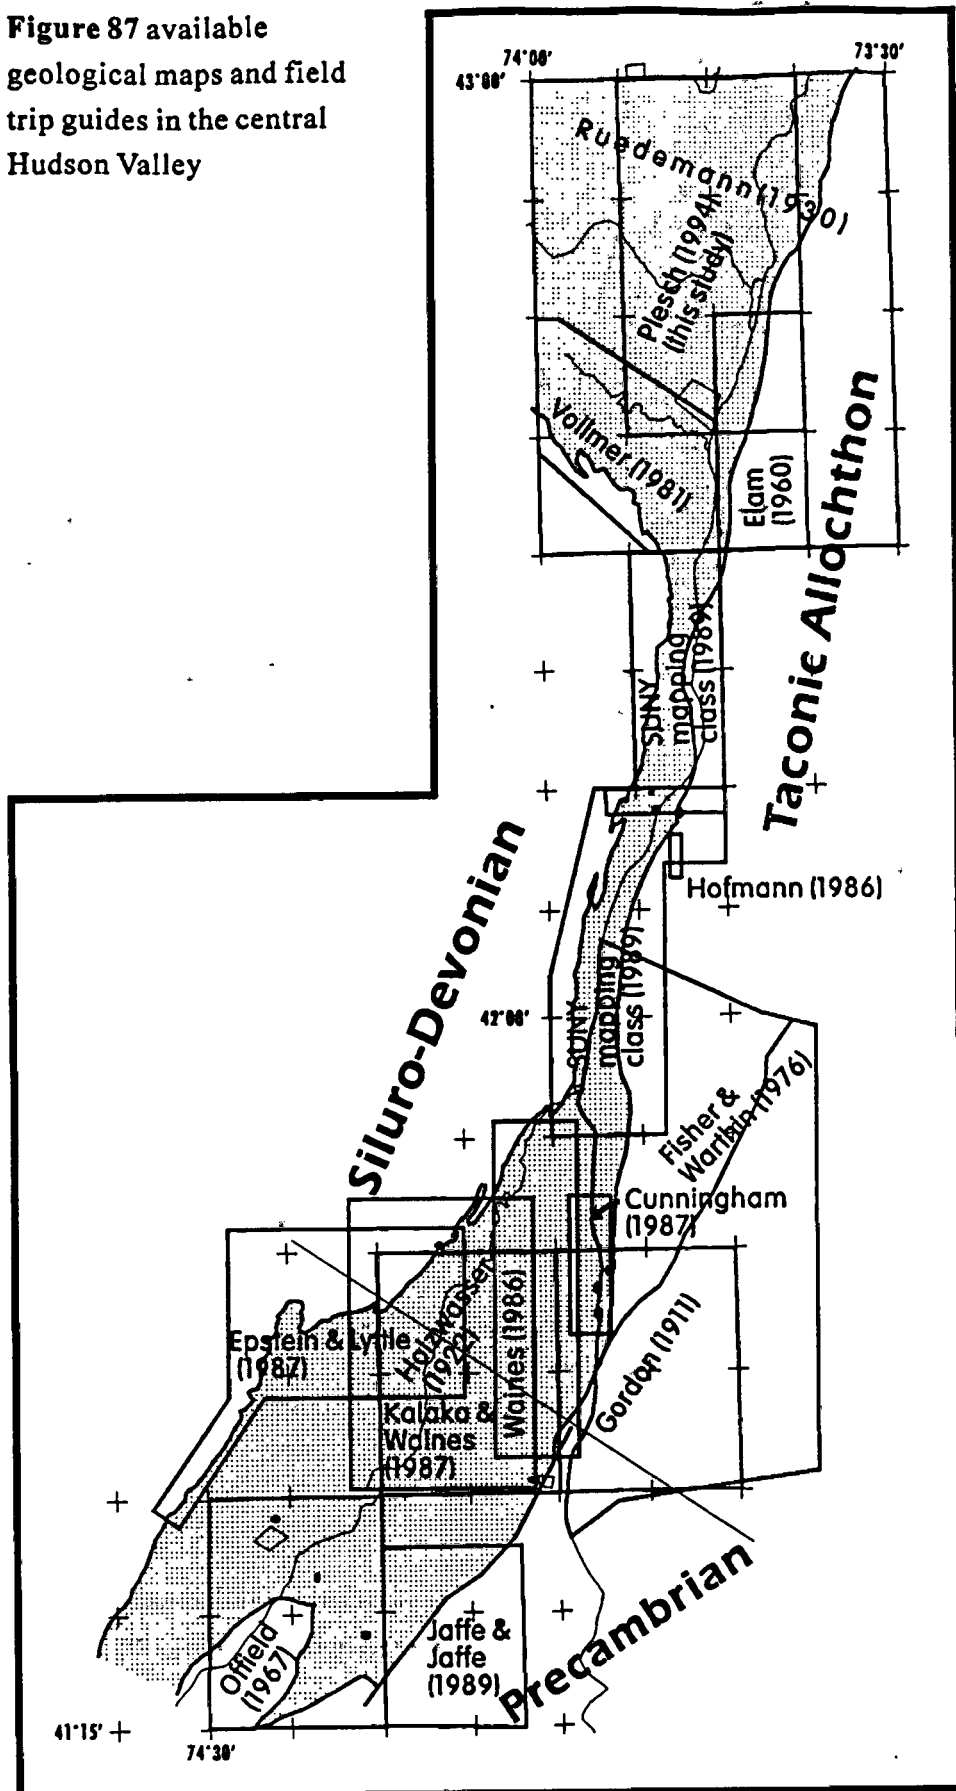 Figure 87 available
geological maps and field
trip guides in the central
Hudson Valley
74°00'
73°30'
43°00'
Ruedemann (1930)
Plesch (1994)
(this study)
Vollmer (1981)
Elam
(1960)
Taconic Allochthon
SUNY
mapping
class (1989)
Siluro-Devonian
Hofmann (1986)
SUNY
mapping
class (1989)
42°00'
Fisher &
Warthin (1976)
Cunningham
(1987)
Epstein & Lyttle
(1987)
Holzwasser
(1922)
Waines (1986)
Gordon (1911)
Kalaka &
Waines
(1987)
Offield
(1967)
Jaffe &
Jaffe
(1989)
Precambrian
41°15'
74°30'